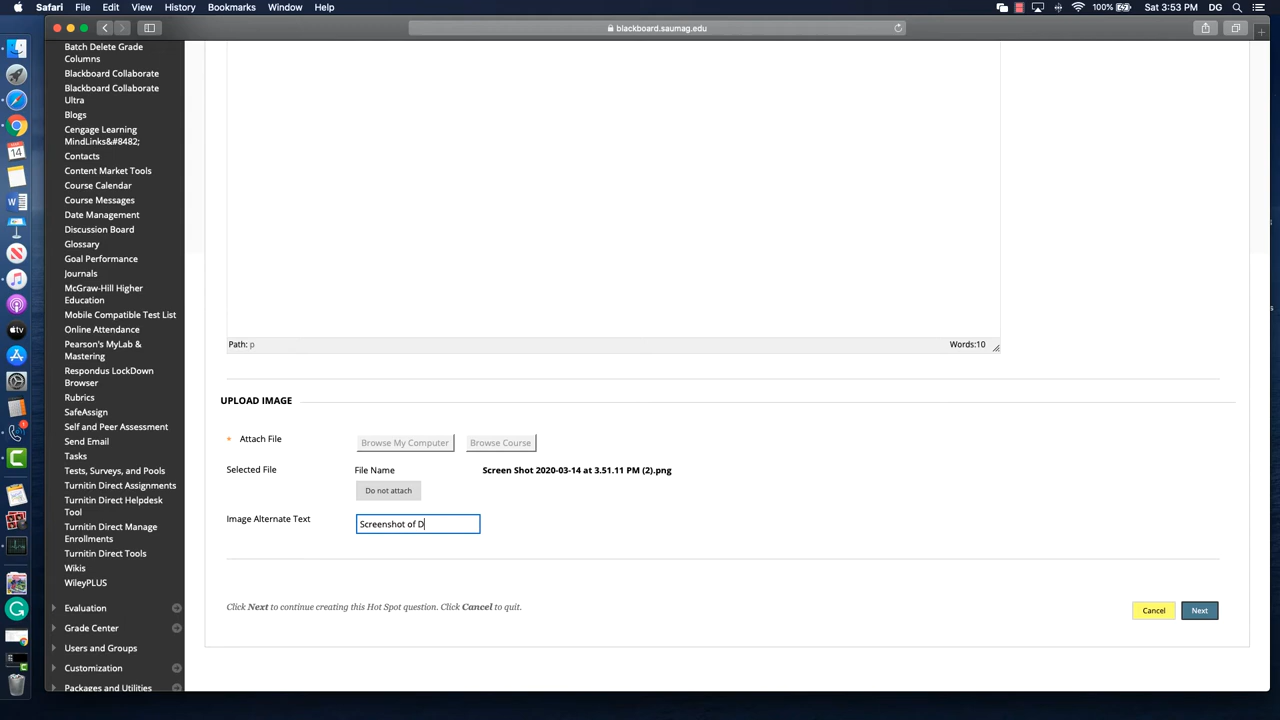 Safari File Edit View History Bookmarks Window Help
100% Sat 3:53 PM DG
blackboard.saumag.edu
Batch Delete Grade
Columns
Blackboard Collaborate
Blackboard Collaborate
Ultra
Blogs
Cengage Learning
MindLinks&#8482;
Contacts
Content Market Tools
Course Calendar
Course Messages
Date Management
Discussion Board
Glossary
Goal Performance
Journals
McGraw-Hill Higher
Education
Mobile Compatible Test List
Online Attendance
Pearson's MyLab &
Mastering
Respondus LockDown
Browser
Rubrics
SafeAssign
Self and Peer Assessment
Send Email
Tasks
Tests, Surveys, and Pools
Turnitin Direct Assignments
Turnitin Direct Helpdesk
Tool
Turnitin Direct Manage
Enrollments
Turnitin Direct Tools
Wikis
WileyPLUS
Evaluation
Grade Center
Users and Groups
Customization
Packages and Utilities
Path: p Words:10
UPLOAD IMAGE
* Attach File Browse My Computer Browse Course
Selected File File Name Screen Shot 2020-03-14 at 3.51.11 PM (2).png
Do not attach
Image Alternate Text Screenshot of D
Click Next to continue creating this Hot Spot question. Click Cancel to quit.
Cancel Next
14
tv